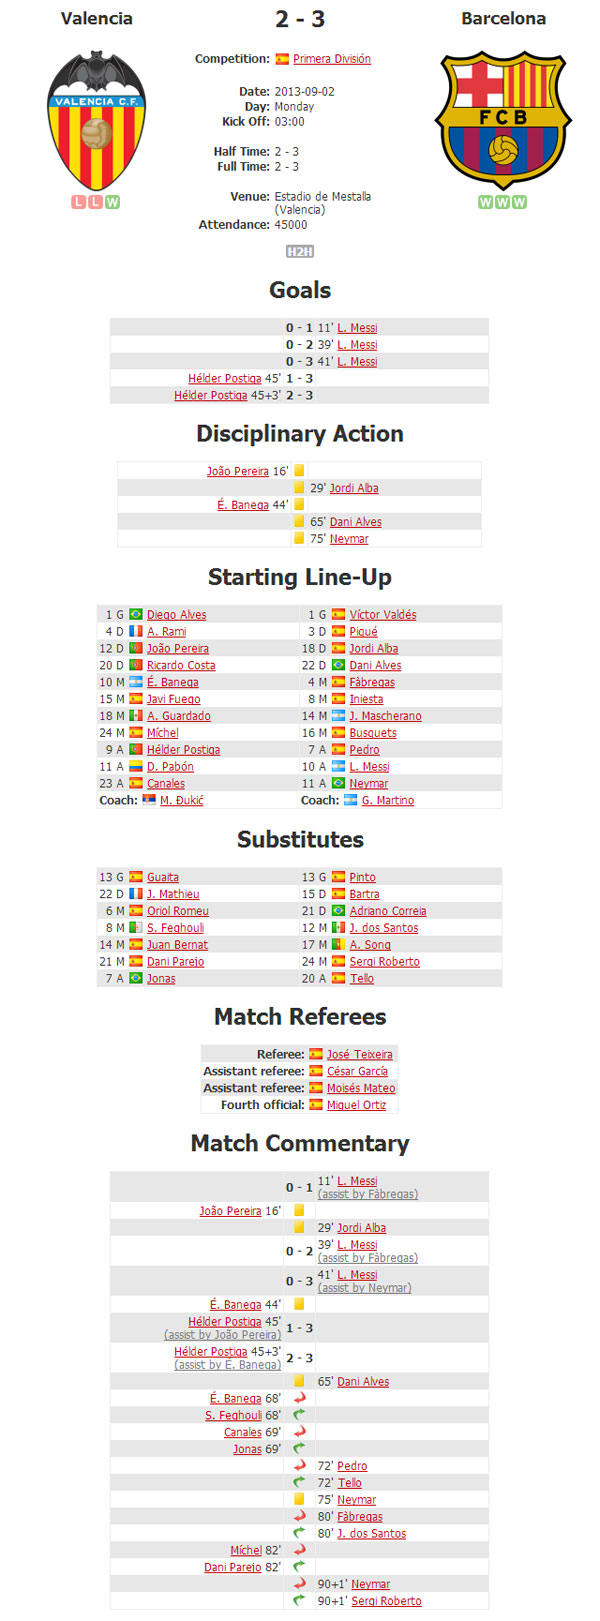 Valencia 2 - 3 Barcelona
Competition: Primera División
VALENCIA C.F.
F C B
Date: 2013-09-02
Day: Monday
Kick Off: 03:00
Half Time: 2 - 3
Full Time: 2 - 3
Venue: Estadio de Mestalla
(Valencia)
L L W
W W W
Attendance: 45000
H2H
Goals
0 - 1 11' L. Messi
0 - 2 39' L. Messi
0 - 3 41' L. Messi
Hélder Postiga 45' 1 - 3
Hélder Postiga 45+3' 2 - 3
Disciplinary Action
João Pereira 16'
29' Jordi Alba
É. Banega 44'
65' Dani Alves
75' Neymar
Starting Line-Up
1 G Diego Alves 1 G Víctor Valdés
4 D A. Rami 3 D Piqué
12 D João Pereira 18 D Jordi Alba
20 D Ricardo Costa 22 D Dani Alves
10 M É. Banega 4 M Fàbregas
15 M Javi Fuego 8 M Iniesta
18 M A. Guardado 14 M J. Mascherano
24 M Míchel 16 M Busquets
9 A Hélder Postiga 7 A Pedro
11 A D. Pabón 10 A L. Messi
23 A Canales 11 A Neymar
Coach: M. Đukić Coach: G. Martino
Substitutes
13 G Guaita 13 G Pinto
22 D J. Mathieu 15 D Bartra
6 M Oriol Romeu 21 D Adriano Correia
8 M S. Feghouli 12 M J. dos Santos
14 M Juan Bernat 17 M A. Song
21 M Dani Parejo 24 M Sergi Roberto
7 A Jonas 20 A Tello
Match Referees
Referee: José Teixeira
Assistant referee: César García
Assistant referee: Moisés Mateo
Fourth official: Miguel Ortiz
Match Commentary
0 - 1 11' L. Messi
(assist by Fàbregas)
João Pereira 16'
29' Jordi Alba
0 - 2 39' L. Messi
(assist by Fàbregas)
0 - 3 41' L. Messi
(assist by Neymar)
É. Banega 44'
Hélder Postiga 45' 1 - 3
(assist by João Pereira)
Hélder Postiga 45+3' 2 - 3
(assist by É. Banega)
65' Dani Alves
É. Banega 68'
S. Feghouli 68'
Canales 69'
Jonas 69'
72' Pedro
72' Tello
75' Neymar
80' Fàbregas
80' J. dos Santos
Míchel 82'
Dani Parejo 82'
90+1' Neymar
90+1' Sergi Roberto